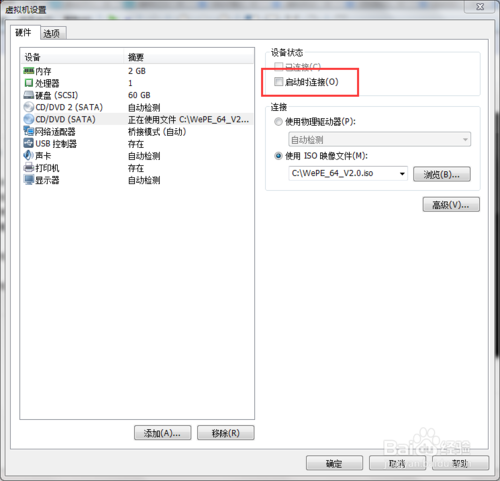 虚拟机设置
硬件 选项
设备 摘要
内存 2 GB
处理器 1
硬盘 (SCSI) 60 GB
CD/DVD 2 (SATA) 自动检测
CD/DVD (SATA) 正在使用文件 C:\WePE_64_V2...
网络适配器 桥接模式 (自动)
USB 控制器 存在
声卡 自动检测
打印机 存在
显示器 自动检测
添加(A)... 移除(R)
设备状态
已连接(C)
启动时连接(O)
连接
使用物理驱动器(P):
自动检测
使用 ISO 映像文件(M):
C:\WePE_64_V2.0.iso 浏览(B)...
高级(V)...
确定 取消 帮助
Baidu 经验